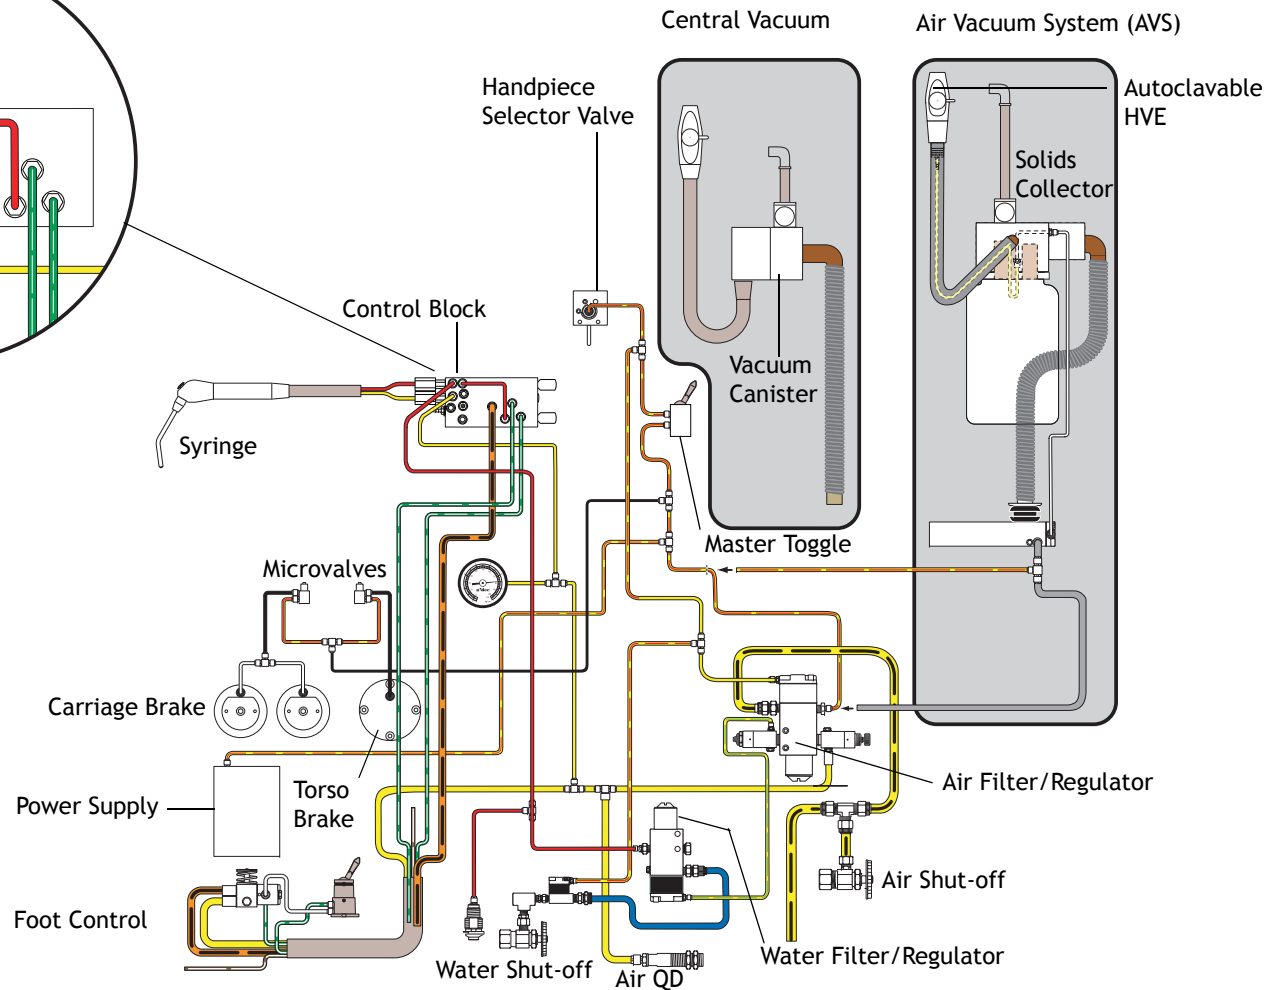 Central Vacuum
Air Vacuum System (AVS)
Handpiece
Selector Valve
Autoclavable
HVE
Solids
Collector
Control Block
Vacuum
Canister
Syringe
Master Toggle
Microvalves
Carriage Brake
Torso
Brake
Power Supply
Air Filter/Regulator
Air Shut-off
Foot Control
Water Filter/Regulator
Water Shut-off
Air QD